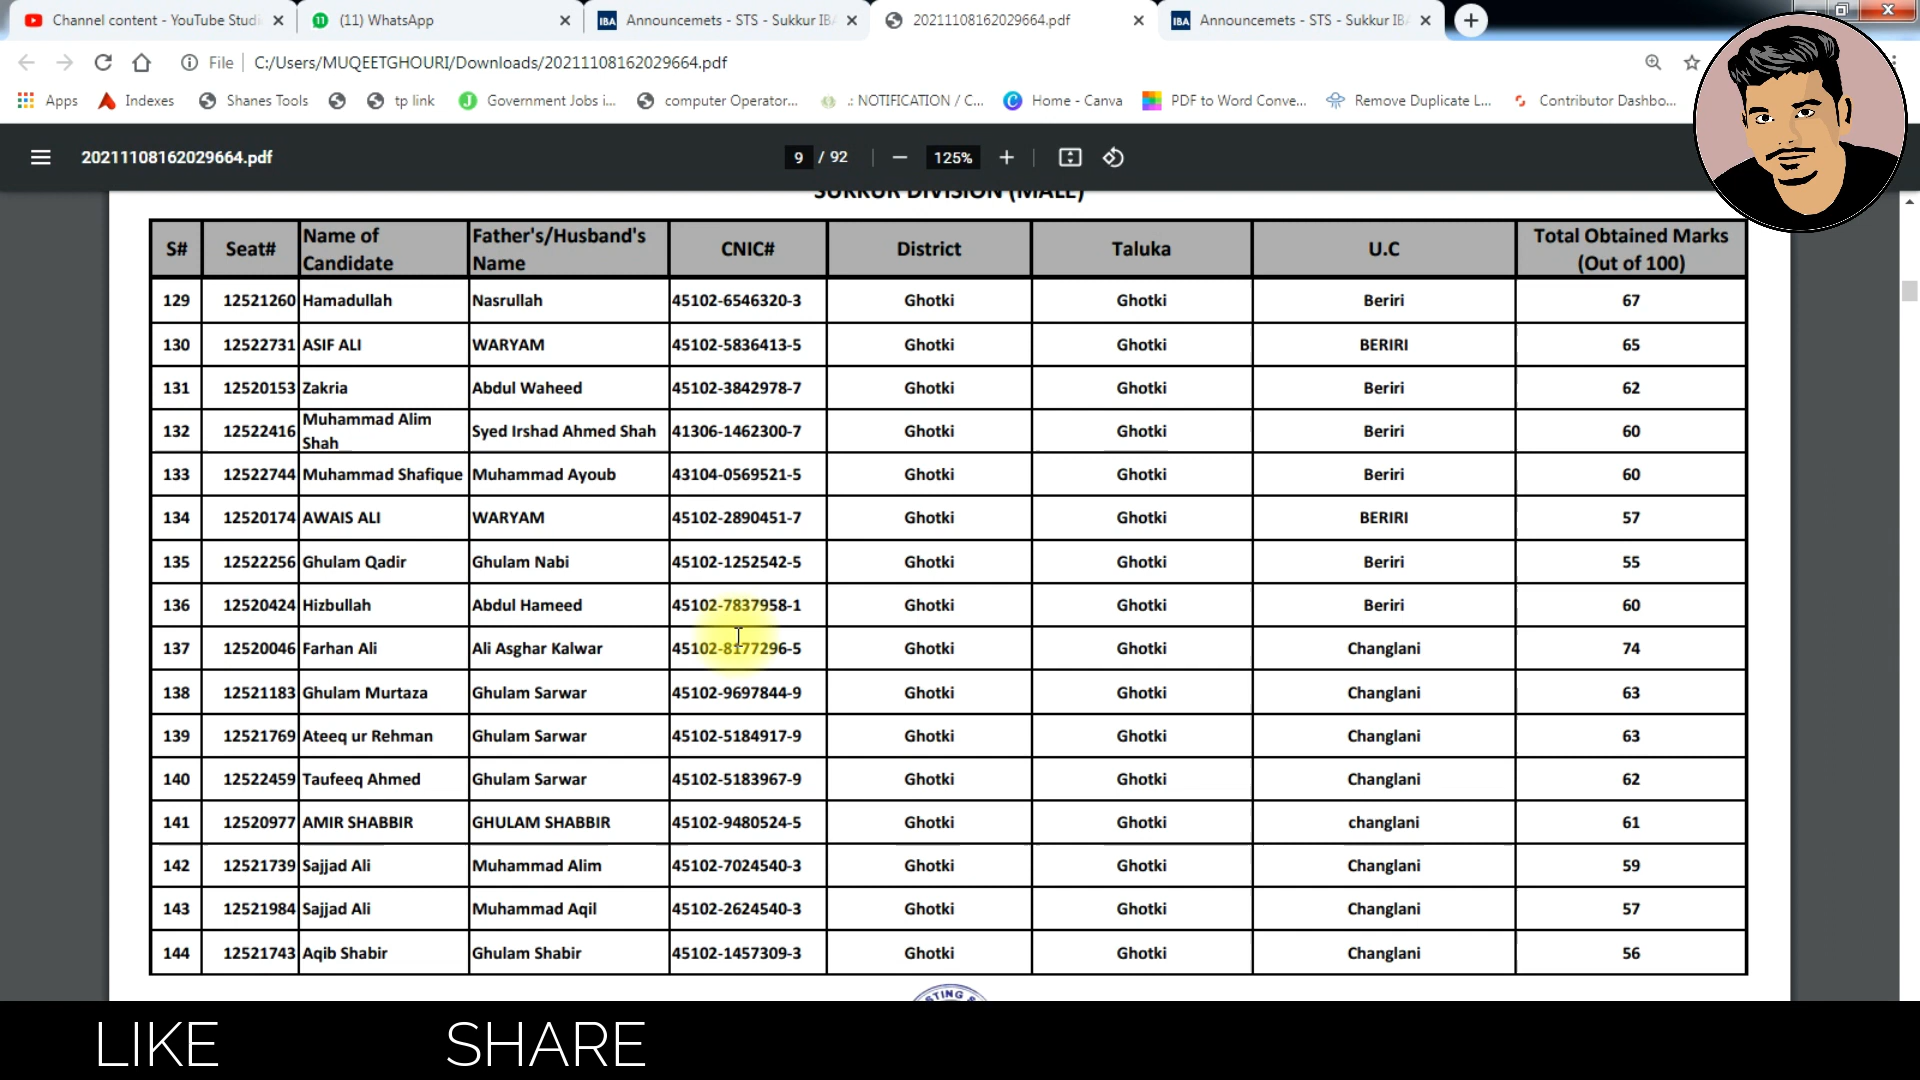 Channel content - YouTube Studi
(11) WhatsApp
Announcemets - STS - Sukkur IBA
20211108162029664.pdf
Announcemets - STS - Sukkur IBA
File
C:/Users/MUQEETGHOURI/Downloads/20211108162029664.pdf
Apps
Indexes
Shanes Tools
tp link
Government Jobs i...
computer Operator...
.: NOTIFICATION / C...
Home - Canva
PDF to Word Conve...
Remove Duplicate L...
Contributor Dashbo...
20211108162029664.pdf
9 / 92
125%
SUKKUR DIVISION (MALE)
S# Seat# Name of Candidate Father's/Husband's Name CNIC# District Taluka U.C Total Obtained Marks (Out of 100)
129 12521260 Hamadullah Nasrullah 45102-6546320-3 Ghotki Ghotki Beriri 67
130 12522731 ASIF ALI WARYAM 45102-5836413-5 Ghotki Ghotki BERIRI 65
131 12520153 Zakria Abdul Waheed 45102-3842978-7 Ghotki Ghotki Beriri 62
132 12522416 Muhammad Alim Shah Syed Irshad Ahmed Shah 41306-1462300-7 Ghotki Ghotki Beriri 60
133 12522744 Muhammad Shafique Muhammad Ayoub 43104-0569521-5 Ghotki Ghotki Beriri 60
134 12520174 AWAIS ALI WARYAM 45102-2890451-7 Ghotki Ghotki BERIRI 57
135 12522256 Ghulam Qadir Ghulam Nabi 45102-1252542-5 Ghotki Ghotki Beriri 55
136 12520424 Hizbullah Abdul Hameed 45102-7837958-1 Ghotki Ghotki Beriri 60
137 12520046 Farhan Ali Ali Asghar Kalwar 45102-8177296-5 Ghotki Ghotki Changlani 74
138 12521183 Ghulam Murtaza Ghulam Sarwar 45102-9697844-9 Ghotki Ghotki Changlani 63
139 12521769 Ateeq ur Rehman Ghulam Sarwar 45102-5184917-9 Ghotki Ghotki Changlani 63
140 12522459 Taufeeq Ahmed Ghulam Sarwar 45102-5183967-9 Ghotki Ghotki Changlani 62
141 12520977 AMIR SHABBIR GHULAM SHABBIR 45102-9480524-5 Ghotki Ghotki changlani 61
142 12521739 Sajjad Ali Muhammad Alim 45102-7024540-3 Ghotki Ghotki Changlani 59
143 12521984 Sajjad Ali Muhammad Aqil 45102-2624540-3 Ghotki Ghotki Changlani 57
144 12521743 Aqib Shabir Ghulam Shabir 45102-1457309-3 Ghotki Ghotki Changlani 56
LIKE SHARE